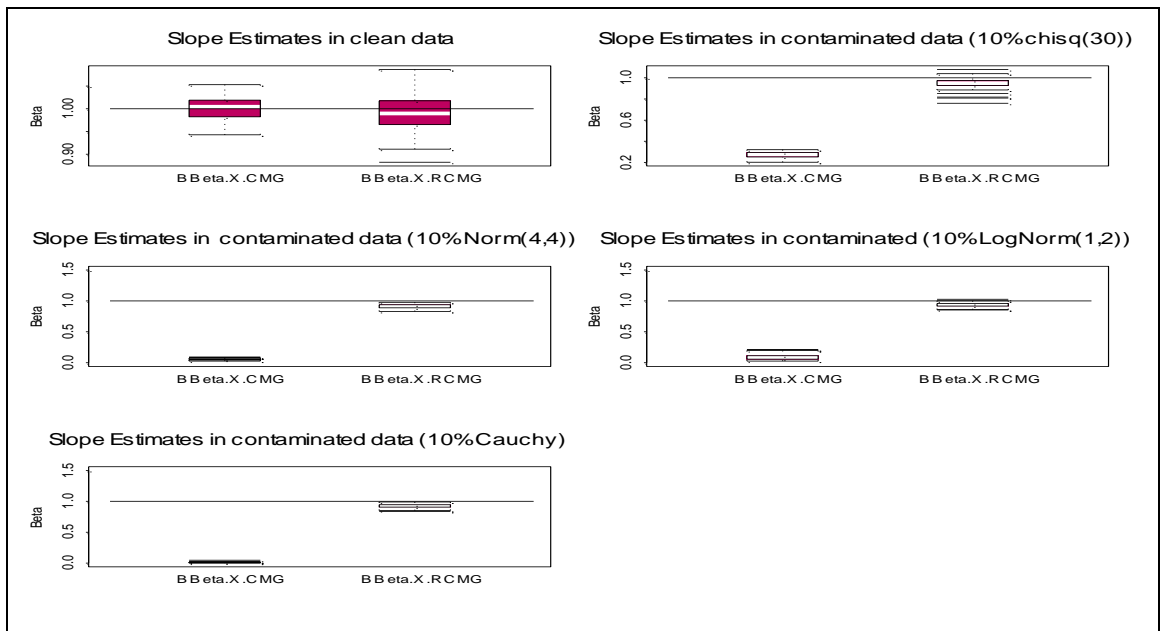 Slope Estimates in clean data
Beta
1.00
0.90
BBeta.X.CMG
BBeta.X.RCMG
Slope Estimates in contaminated data (10%chisq(30))
Beta
1.0
0.6
0.2
BBeta.X.CMG
BBeta.X.RCMG
Slope Estimates in contaminated data (10%Norm(4,4))
Beta
1.5
1.0
0.5
0.0
BBeta.X.CMG
BBeta.X.RCMG
Slope Estimates in contaminated (10%LogNorm(1,2))
Beta
1.5
1.0
0.5
0.0
BBeta.X.CMG
BBeta.X.RCMG
Slope Estimates in contaminated data (10%Cauchy)
Beta
1.5
1.0
0.5
0.0
BBeta.X.CMG
BBeta.X.RCMG